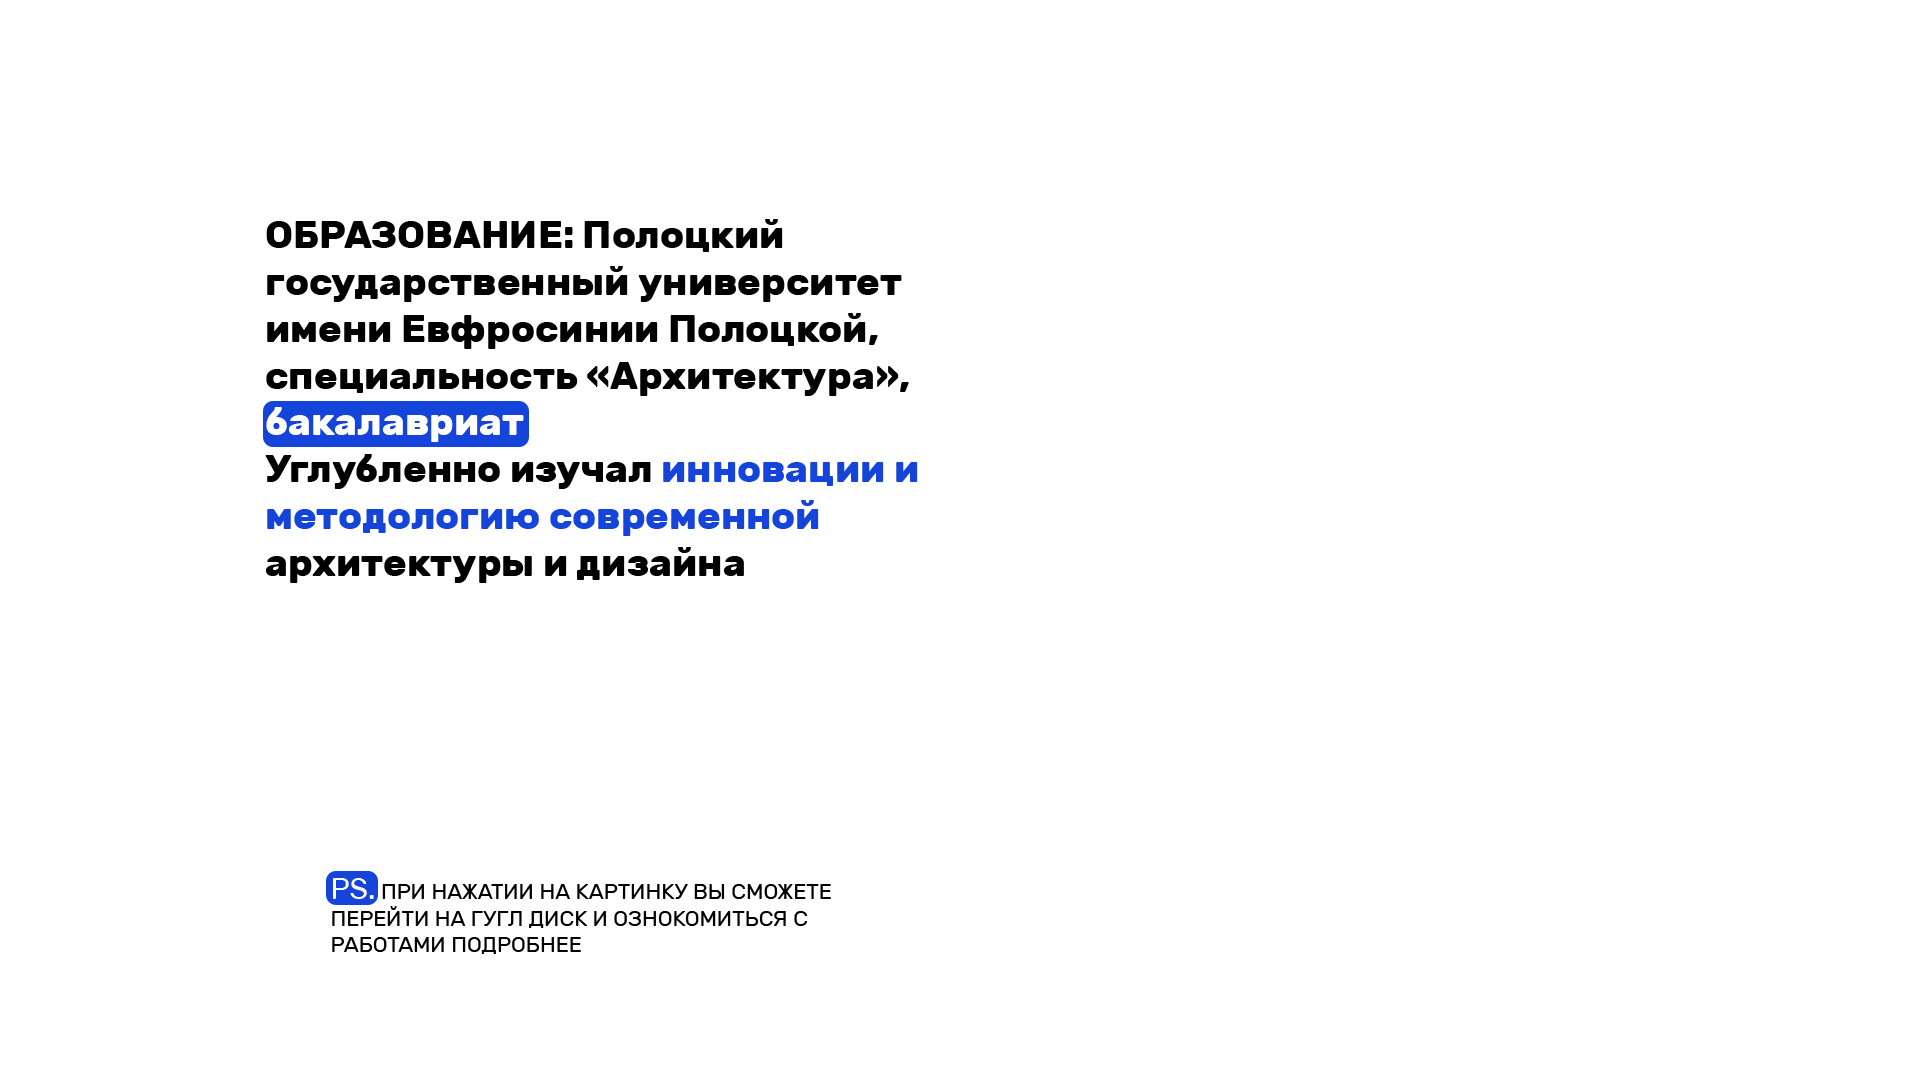 ОБРАЗОВАНИЕ: Полоцкий
государственный университет
имени Евфросинии Полоцкой,
специальность «Архитектура»,
бакалавриат
Углубленно изучал инновации и
методологию современной
архитектуры и дизайна
PS. ПРИ НАЖАТИИ НА КАРТИНКУ ВЫ СМОЖЕТЕ
ПЕРЕЙТИ НА ГУГЛ ДИСК И ОЗНОКОМИТЬСЯ С
РАБОТАМИ ПОДРОБНЕЕ